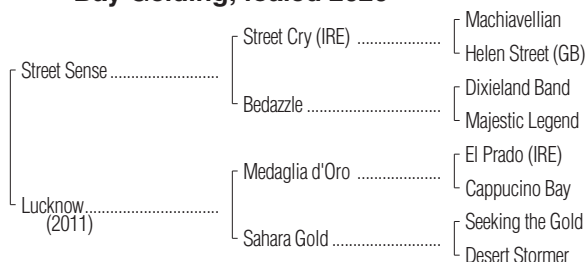 Bay Gelding, foaled
Machiavellian
Street Cry (IRE)
Helen Street (GB)
Street Sense
Dixieland Band
Bedazzle
Majestic Legend
El Prado (IRE)
Medaglia d'Oro
Cappucino Bay
Lucknow
(2011)
Seeking the Gold
Sahara Gold
Desert Stormer